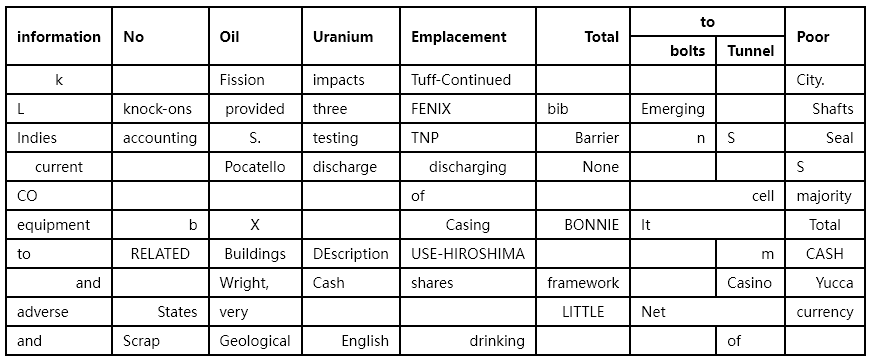 information No Oil Uranium Emplacement Total to Poor
bolts Tunnel
k Fission impacts Tuff-Continued City.
L knock-ons provided three FENIX bib Emerging Shafts
Indies accounting S. testing TNP Barrier n S Seal
current Pocatello discharge discharging None S
CO of cell majority
equipment b X Casing BONNIE It Total
to RELATED Buildings DEscription USE-HIROSHIMA m CASH
and Wright, Cash shares framework Casino Yucca
adverse States very LITTLE Net currency
and Scrap Geological English drinking of